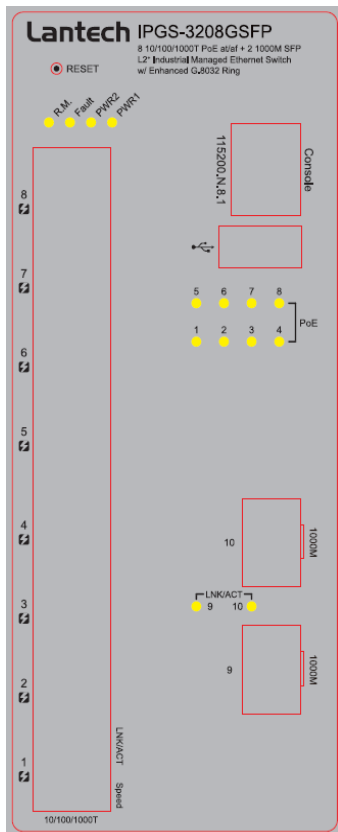 Lantech IPGS-3208GSFP
8 10/100/1000T PoE at/af + 2 1000M SFP
L2+ Industrial Managed Ethernet Switch
w/ Enhanced G.8032 Ring
RESET
R.M.
Fault
PWR2
PWR1
115200.N.8.1
Console
8
7
6
5
4
3
2
1
5 6 7 8
PoE
1 2 3 4
10
1000M
LNK/ACT
9 10
9
1000M
LNK/ACT
Speed
10/100/1000T